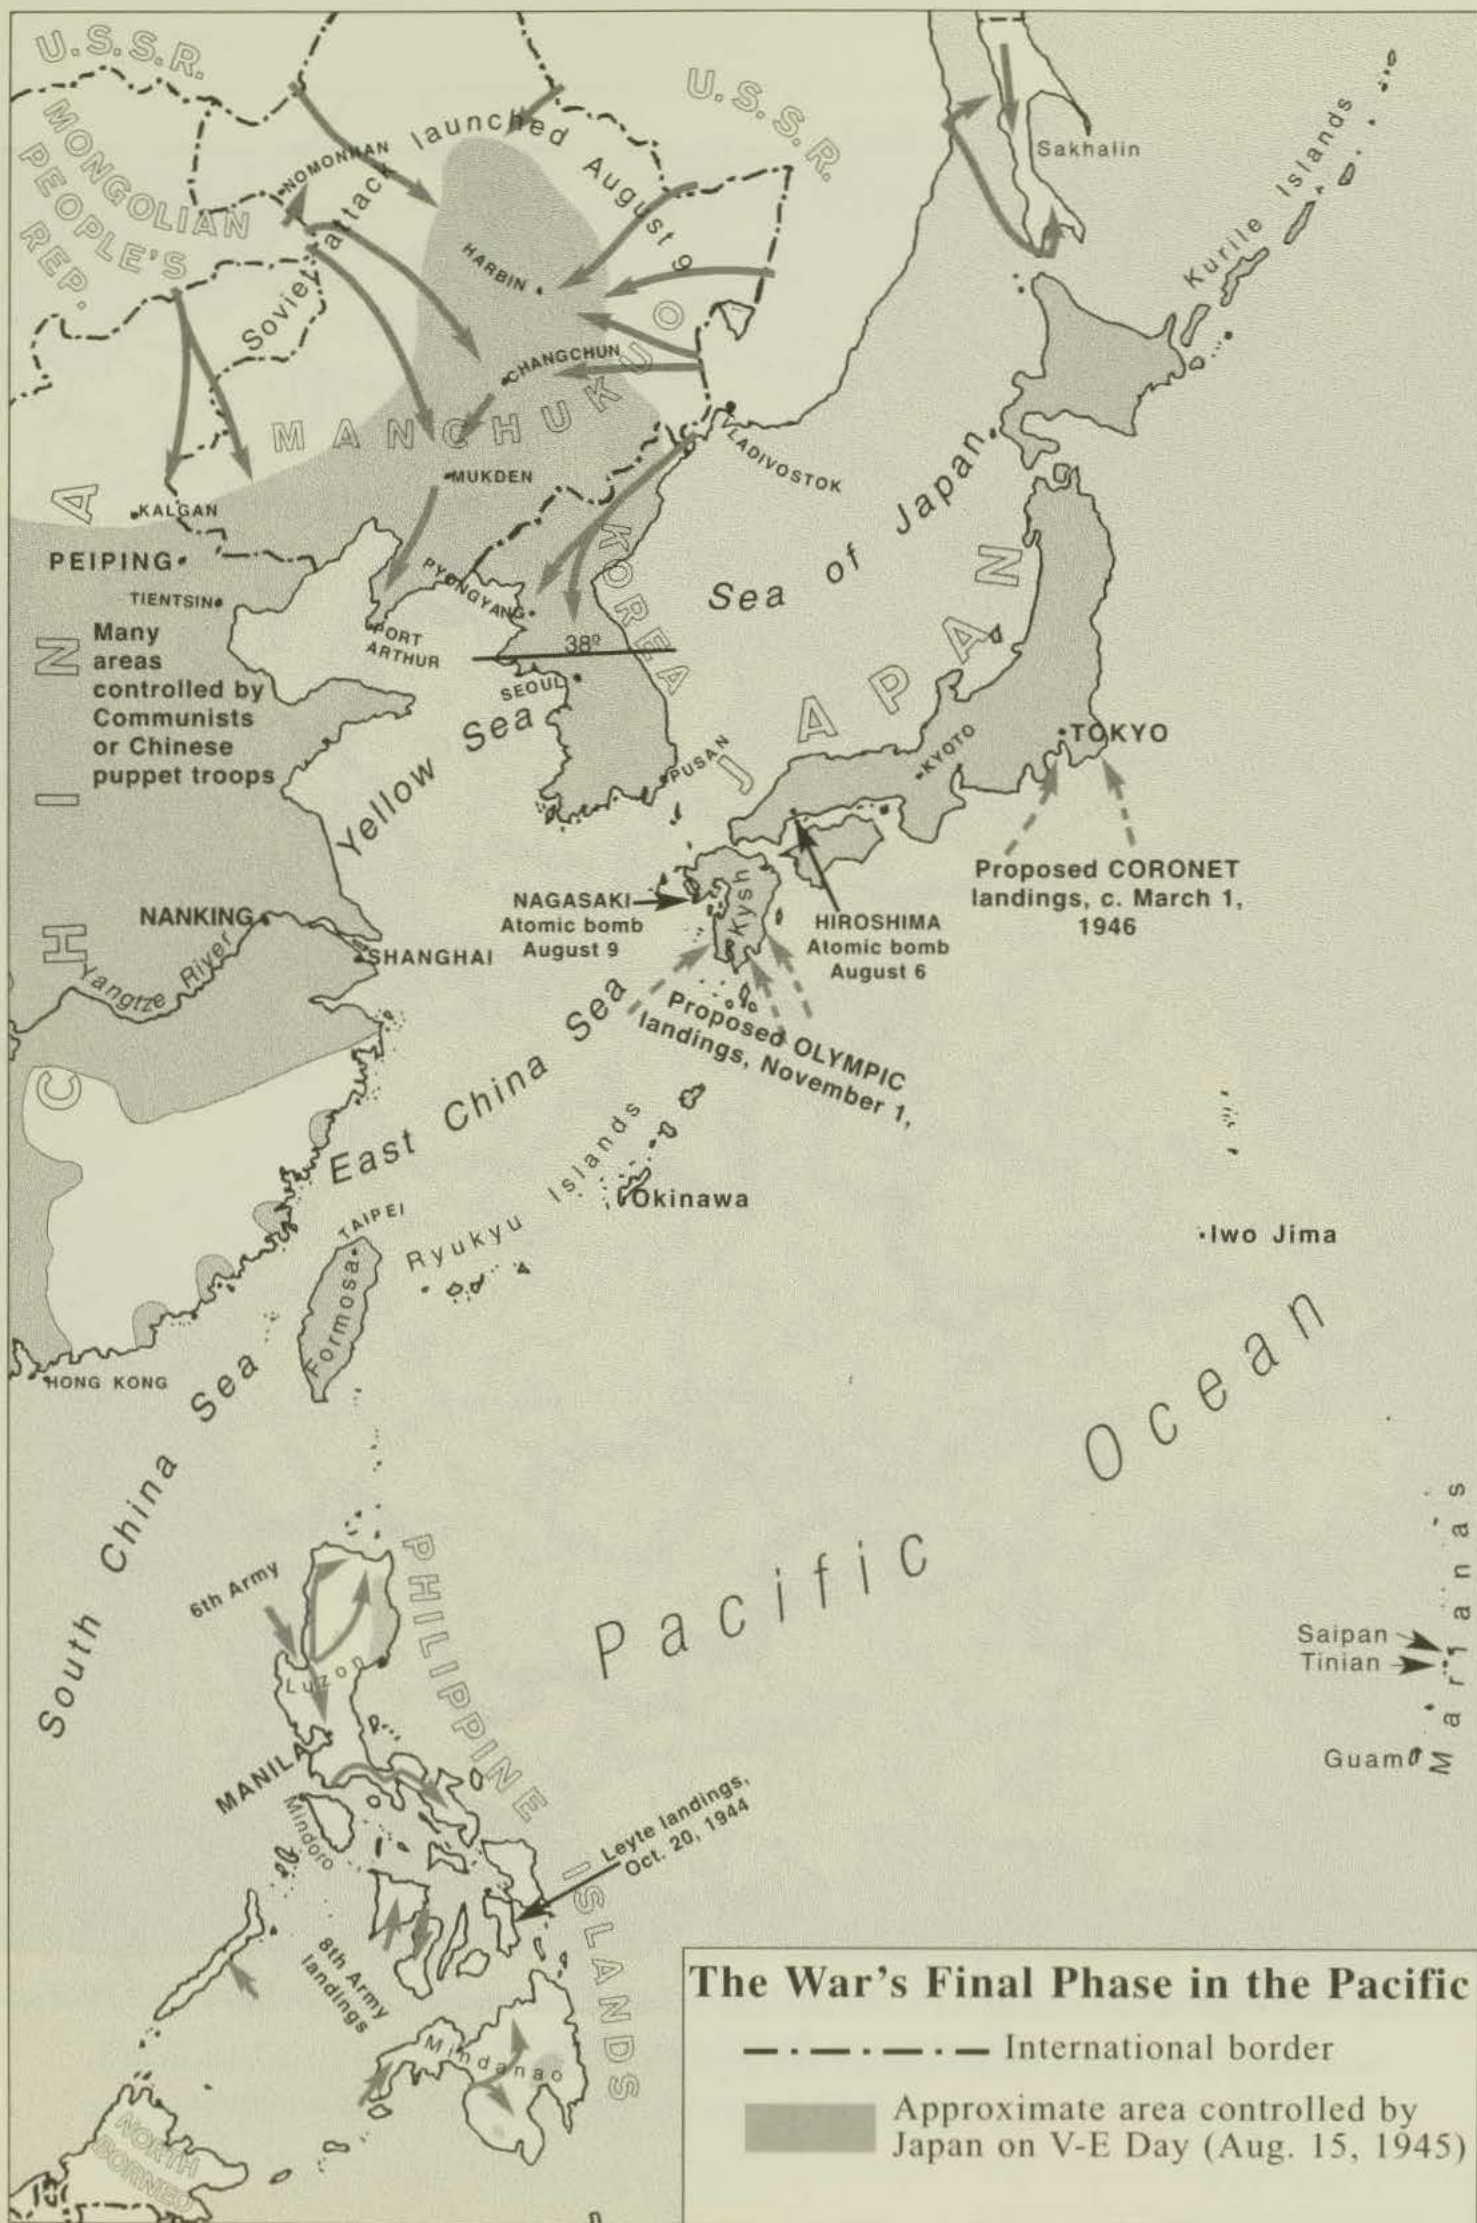 U.S.S.R.
U.S.S.R.
MONGOLIAN
PEOPLE'S
REP.
NOMONHAN
Soviet attack launched August 9
Sakhalin
Kurile Islands
HARBIN
CHANGCHUN
MANCHUKUO
MUKDEN
VLADIVOSTOK
KALGAN
PEIPING
TIENTSIN
CHINA
Many
areas
controlled by
Communists
or Chinese
puppet troops
PYONGYANG
PORT
ARTHUR
KOREA
38º
SEOUL
PUSAN
Sea of Japan
JAPAN
Yellow Sea
KYOTO
TOKYO
Proposed CORONET
landings, c. March 1,
1946
NAGASAKI
Atomic bomb
August 9
Kysh
HIROSHIMA
Atomic bomb
August 6
Proposed OLYMPIC
landings, November 1,
NANKING
Yangtze River
SHANGHAI
East China Sea
Ryukyu Islands
Okinawa
Iwo Jima
TAIPEI
Formosa
HONG KONG
South China Sea
Pacific Ocean
Marianas
Saipan
Tinian
Guam
PHILIPPINE ISLANDS
6th Army
Luzon
MANILA
Mindoro
Leyte landings,
Oct. 20, 1944
8th Army
landings
Mindanao
NORTH
BORNEO
The War's Final Phase in the Pacific
International border
Approximate area controlled by
Japan on V-E Day (Aug. 15, 1945)